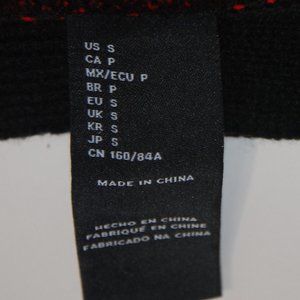 US S
CA P
MX/ECU P
BR P
EU S
UK S
KR S
JP S
CN 160/84A
MADE IN CHINA
HECHO EN CHINA
FABRIQUÉ EN CHINE
FABRICADO NA CHINA